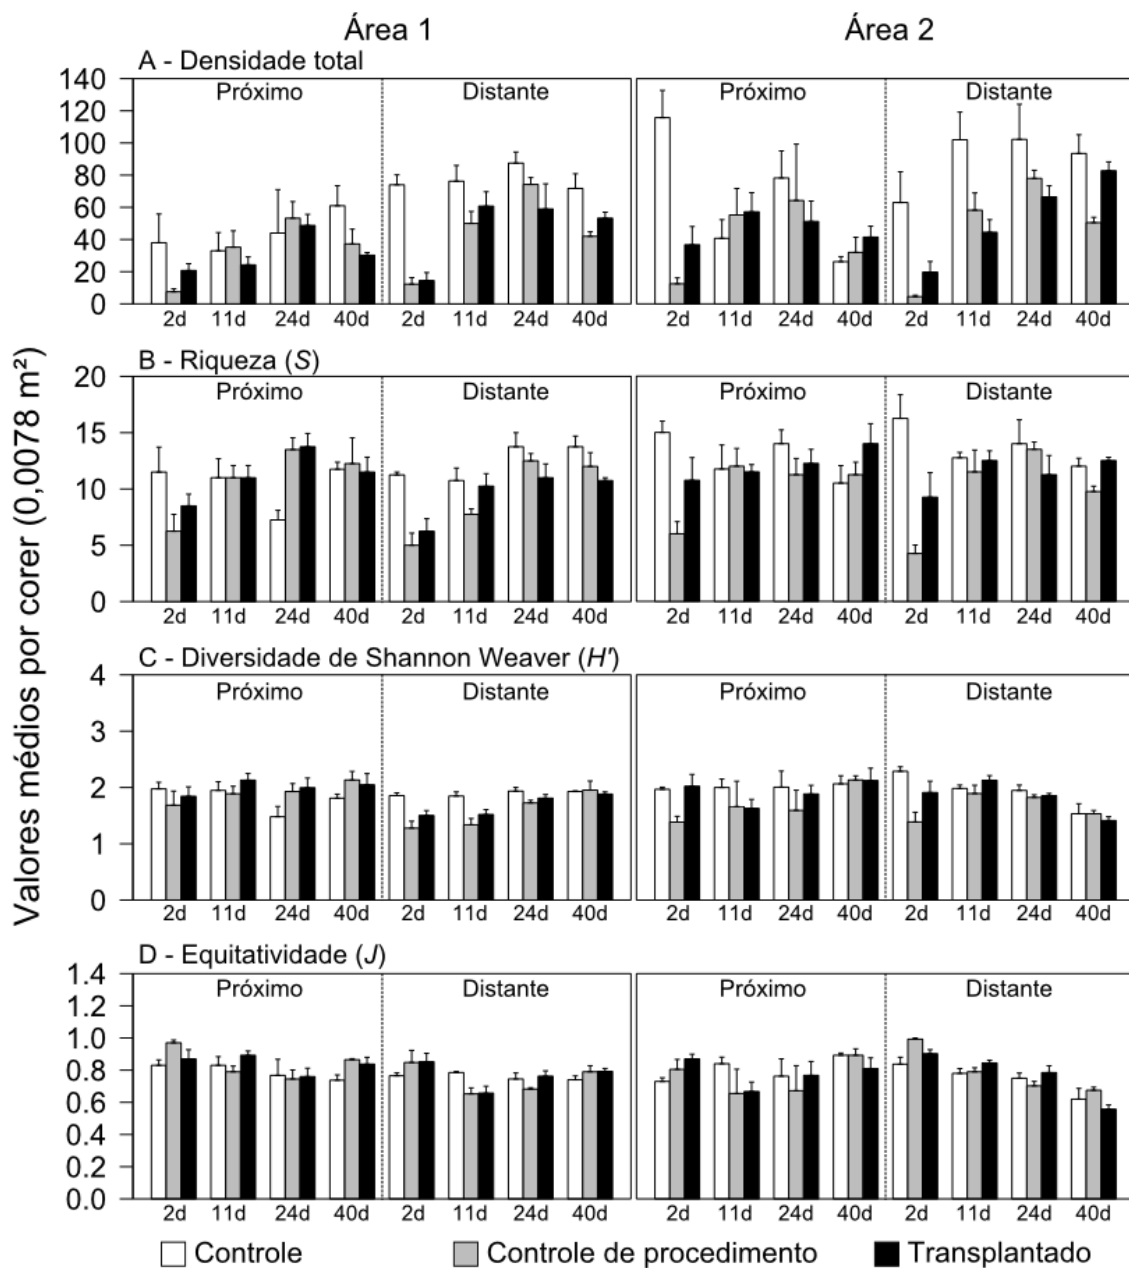 Área 1 Área 2
A - Densidade total
Próximo Distante Próximo Distante
140
120
100
80
60
40
20
0
2d 11d 24d 40d 2d 11d 24d 40d 2d 11d 24d 40d 2d 11d 24d 40d
B - Riqueza (S)
Próximo Distante Próximo Distante
20
15
10
5
0
2d 11d 24d 40d 2d 11d 24d 40d 2d 11d 24d 40d 2d 11d 24d 40d
C - Diversidade de Shannon Weaver (H')
Próximo Distante Próximo Distante
4
3
2
1
0
2d 11d 24d 40d 2d 11d 24d 40d 2d 11d 24d 40d 2d 11d 24d 40d
D - Equitatividade (J)
Próximo Distante Próximo Distante
1.4
1.2
1.0
0.8
0.6
0.4
0.2
0.0
2d 11d 24d 40d 2d 11d 24d 40d 2d 11d 24d 40d 2d 11d 24d 40d
Valores médios por corer (0,0078 m²)
Controle Controle de procedimento Transplantado